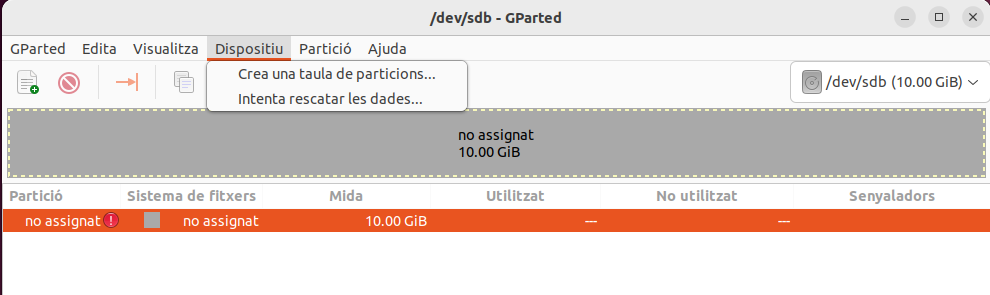 /dev/sdb - GParted
GParted Edita Visualitza Dispositiu Partició Ajuda
Crea una taula de particions...
Intenta rescatar les dades...
/dev/sdb (10.00 GiB)
no assignat
10.00 GiB
Partició Sistema de fitxers Mida Utilitzat No utilitzat Senyaladors
no assignat no assignat 10.00 GiB --- ---